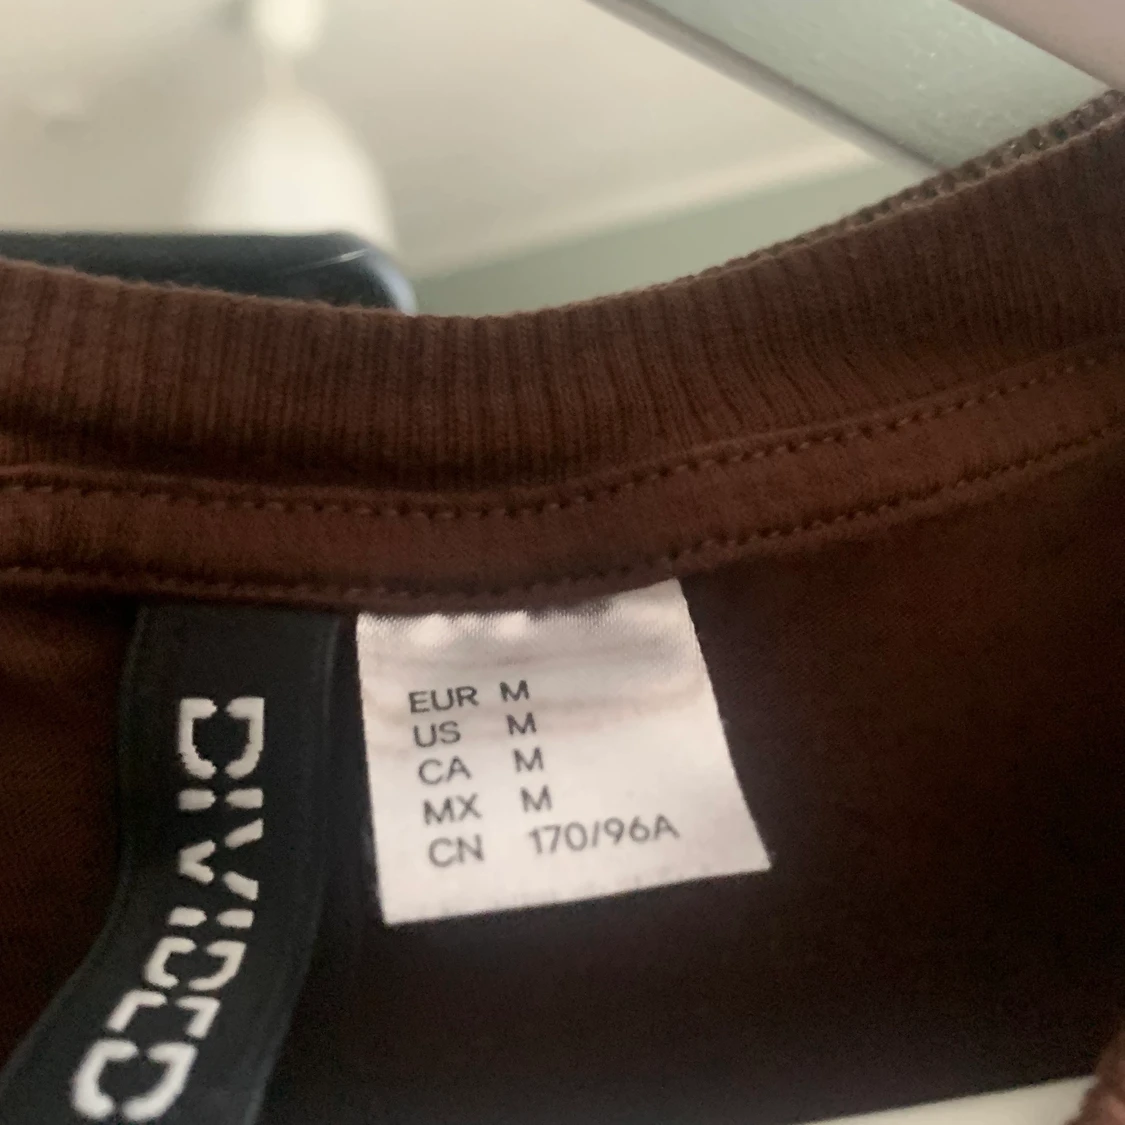 DIVIDED
EUR M
US M
CA M
MX M
CN 170/96A